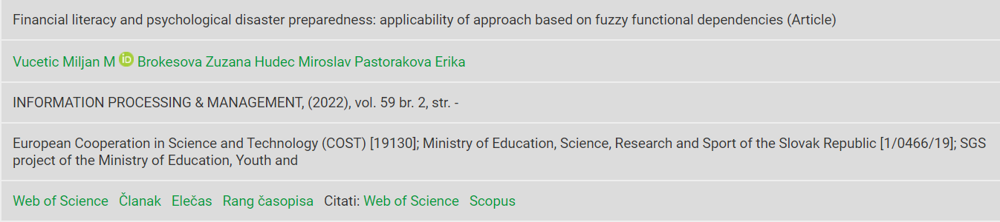 Financial literacy and psychological disaster preparedness: applicability of approach based on fuzzy functional dependencies (Article)
Vucetic Miljan M iD Brokesova Zuzana Hudec Miroslav Pastorakova Erika
INFORMATION PROCESSING & MANAGEMENT, (2022), vol. 59 br. 2, str. -
European Cooperation in Science and Technology (COST) [19130]; Ministry of Education, Science, Research and Sport of the Slovak Republic [1/0466/19]; SGS
project of the Ministry of Education, Youth and
Web of Science Članak Elečas Rang časopisa Citati: Web of Science Scopus